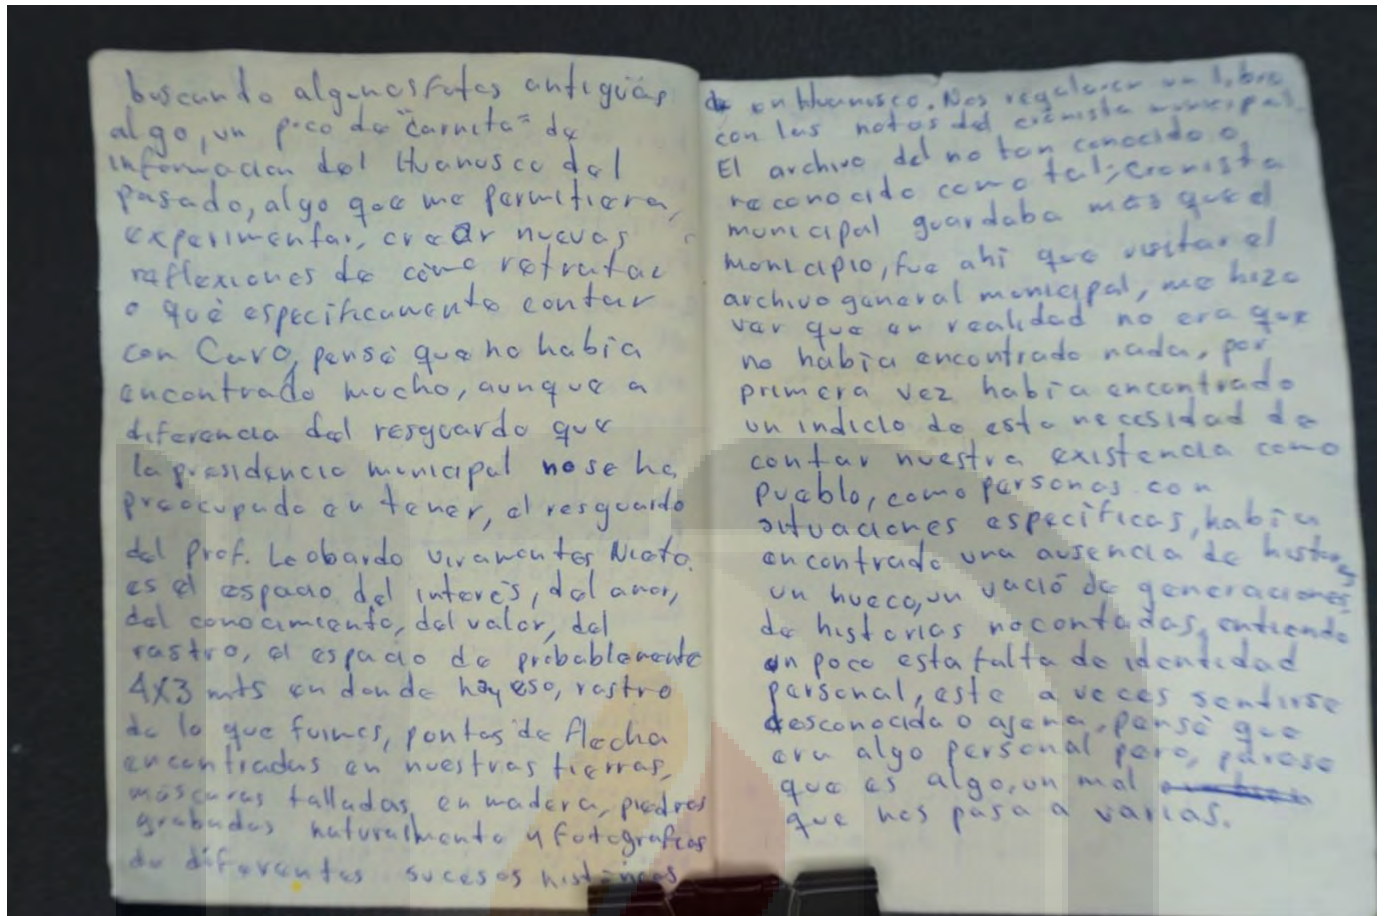 buscando algunas fotos antigüas
algo, un poco de "carnita" de
informacion del Huanusco del
pasado, algo que me permitiera,
experimentar, crear nuevas
reflexiones de cómo retratar
o qué especificamente contar
con Caro, pensé que no había
encontrado mucho, aunque a
diferencia del resguardo que
la presidencia municipal no se ha
preocupado en tener, el resguardo
del prof. Leobardo Viramontes Nieto.
es el espacio del interés, del amor,
del conocimiento, del valor, del
rastro, el espacio de probablemente
4x3 mts en donde hay eso, rastro
de lo que fuimos, puntas de flecha
encontradas en nuestras tierras,
máscaras talladas en madera, piedras
grabadas naturalmente y fotografías
de diferentes sucesos históricos
en Huanusco. Nos regalaron un libro
con las notas del cronista municipal.
El archivo del no tan conocido o
reconocido como tal; cronista
municipal guardaba más que el
municipio, fue ahí que visitar el
archivo general municipal, me hizo
ver que en realidad no era que
no había encontrado nada, por
primera vez había encontrado
un indicio de esta necesidad de
contar nuestra existencia como
pueblo, como personas con
situaciones específicas, había
encontrado una ausencia de historias
un hueco, un vació de generaciones,
de historias no contadas, entiendo
un poco esta falta de identidad
personal, este a veces sentirse
desconocida o ajena, pensé que
era algo personal pero, parese
que es algo, un mal
que nos pasa a varias.